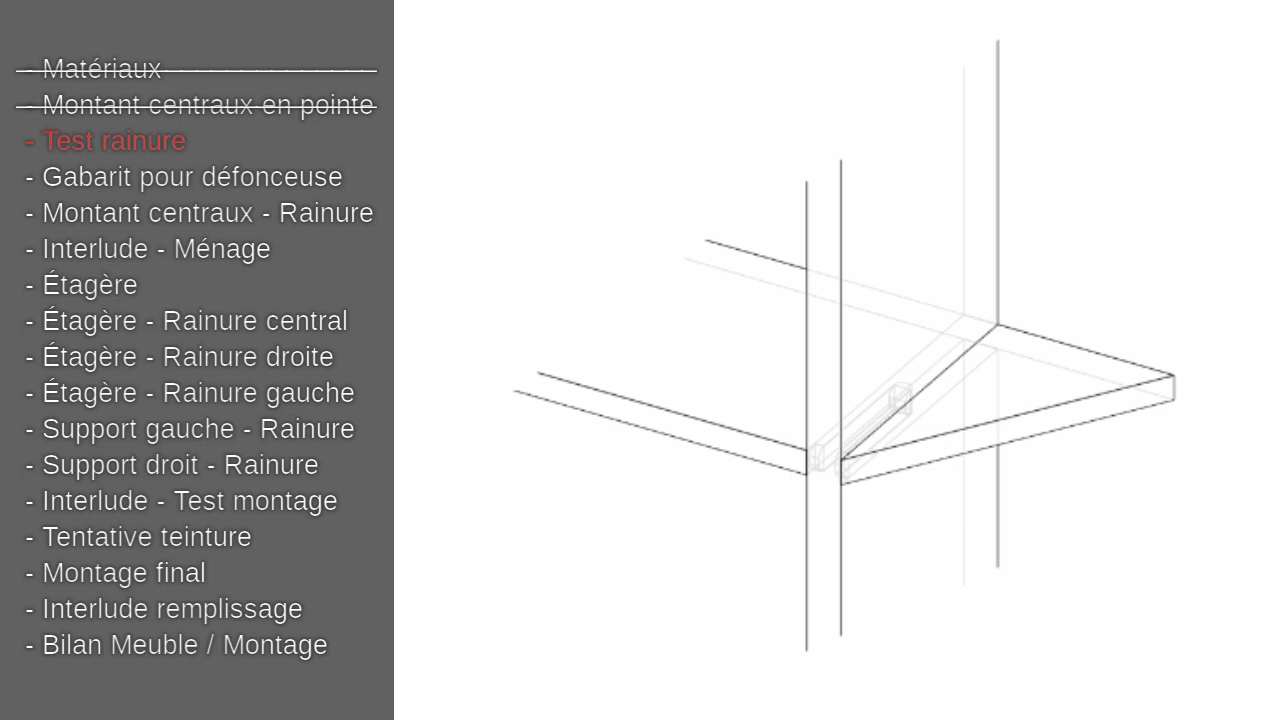 - Matériaux
- Montant centraux en pointe
- Test rainure
- Gabarit pour défonceuse
- Montant centraux - Rainure
- Interlude - Ménage
- Étagère
- Étagère - Rainure central
- Étagère - Rainure droite
- Étagère - Rainure gauche
- Support gauche - Rainure
- Support droit - Rainure
- Interlude - Test montage
- Tentative teinture
- Montage final
- Interlude remplissage
- Bilan Meuble / Montage